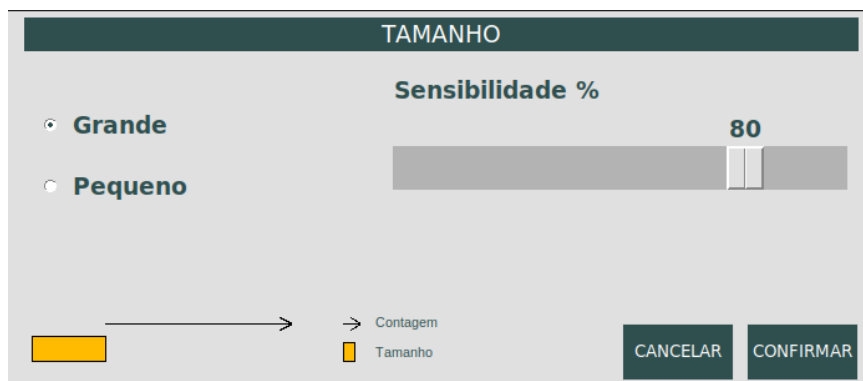 TAMANHO
Sensibilidade %
Grande
80
Pequeno
Contagem
Tamanho
CANCELAR
CONFIRMAR